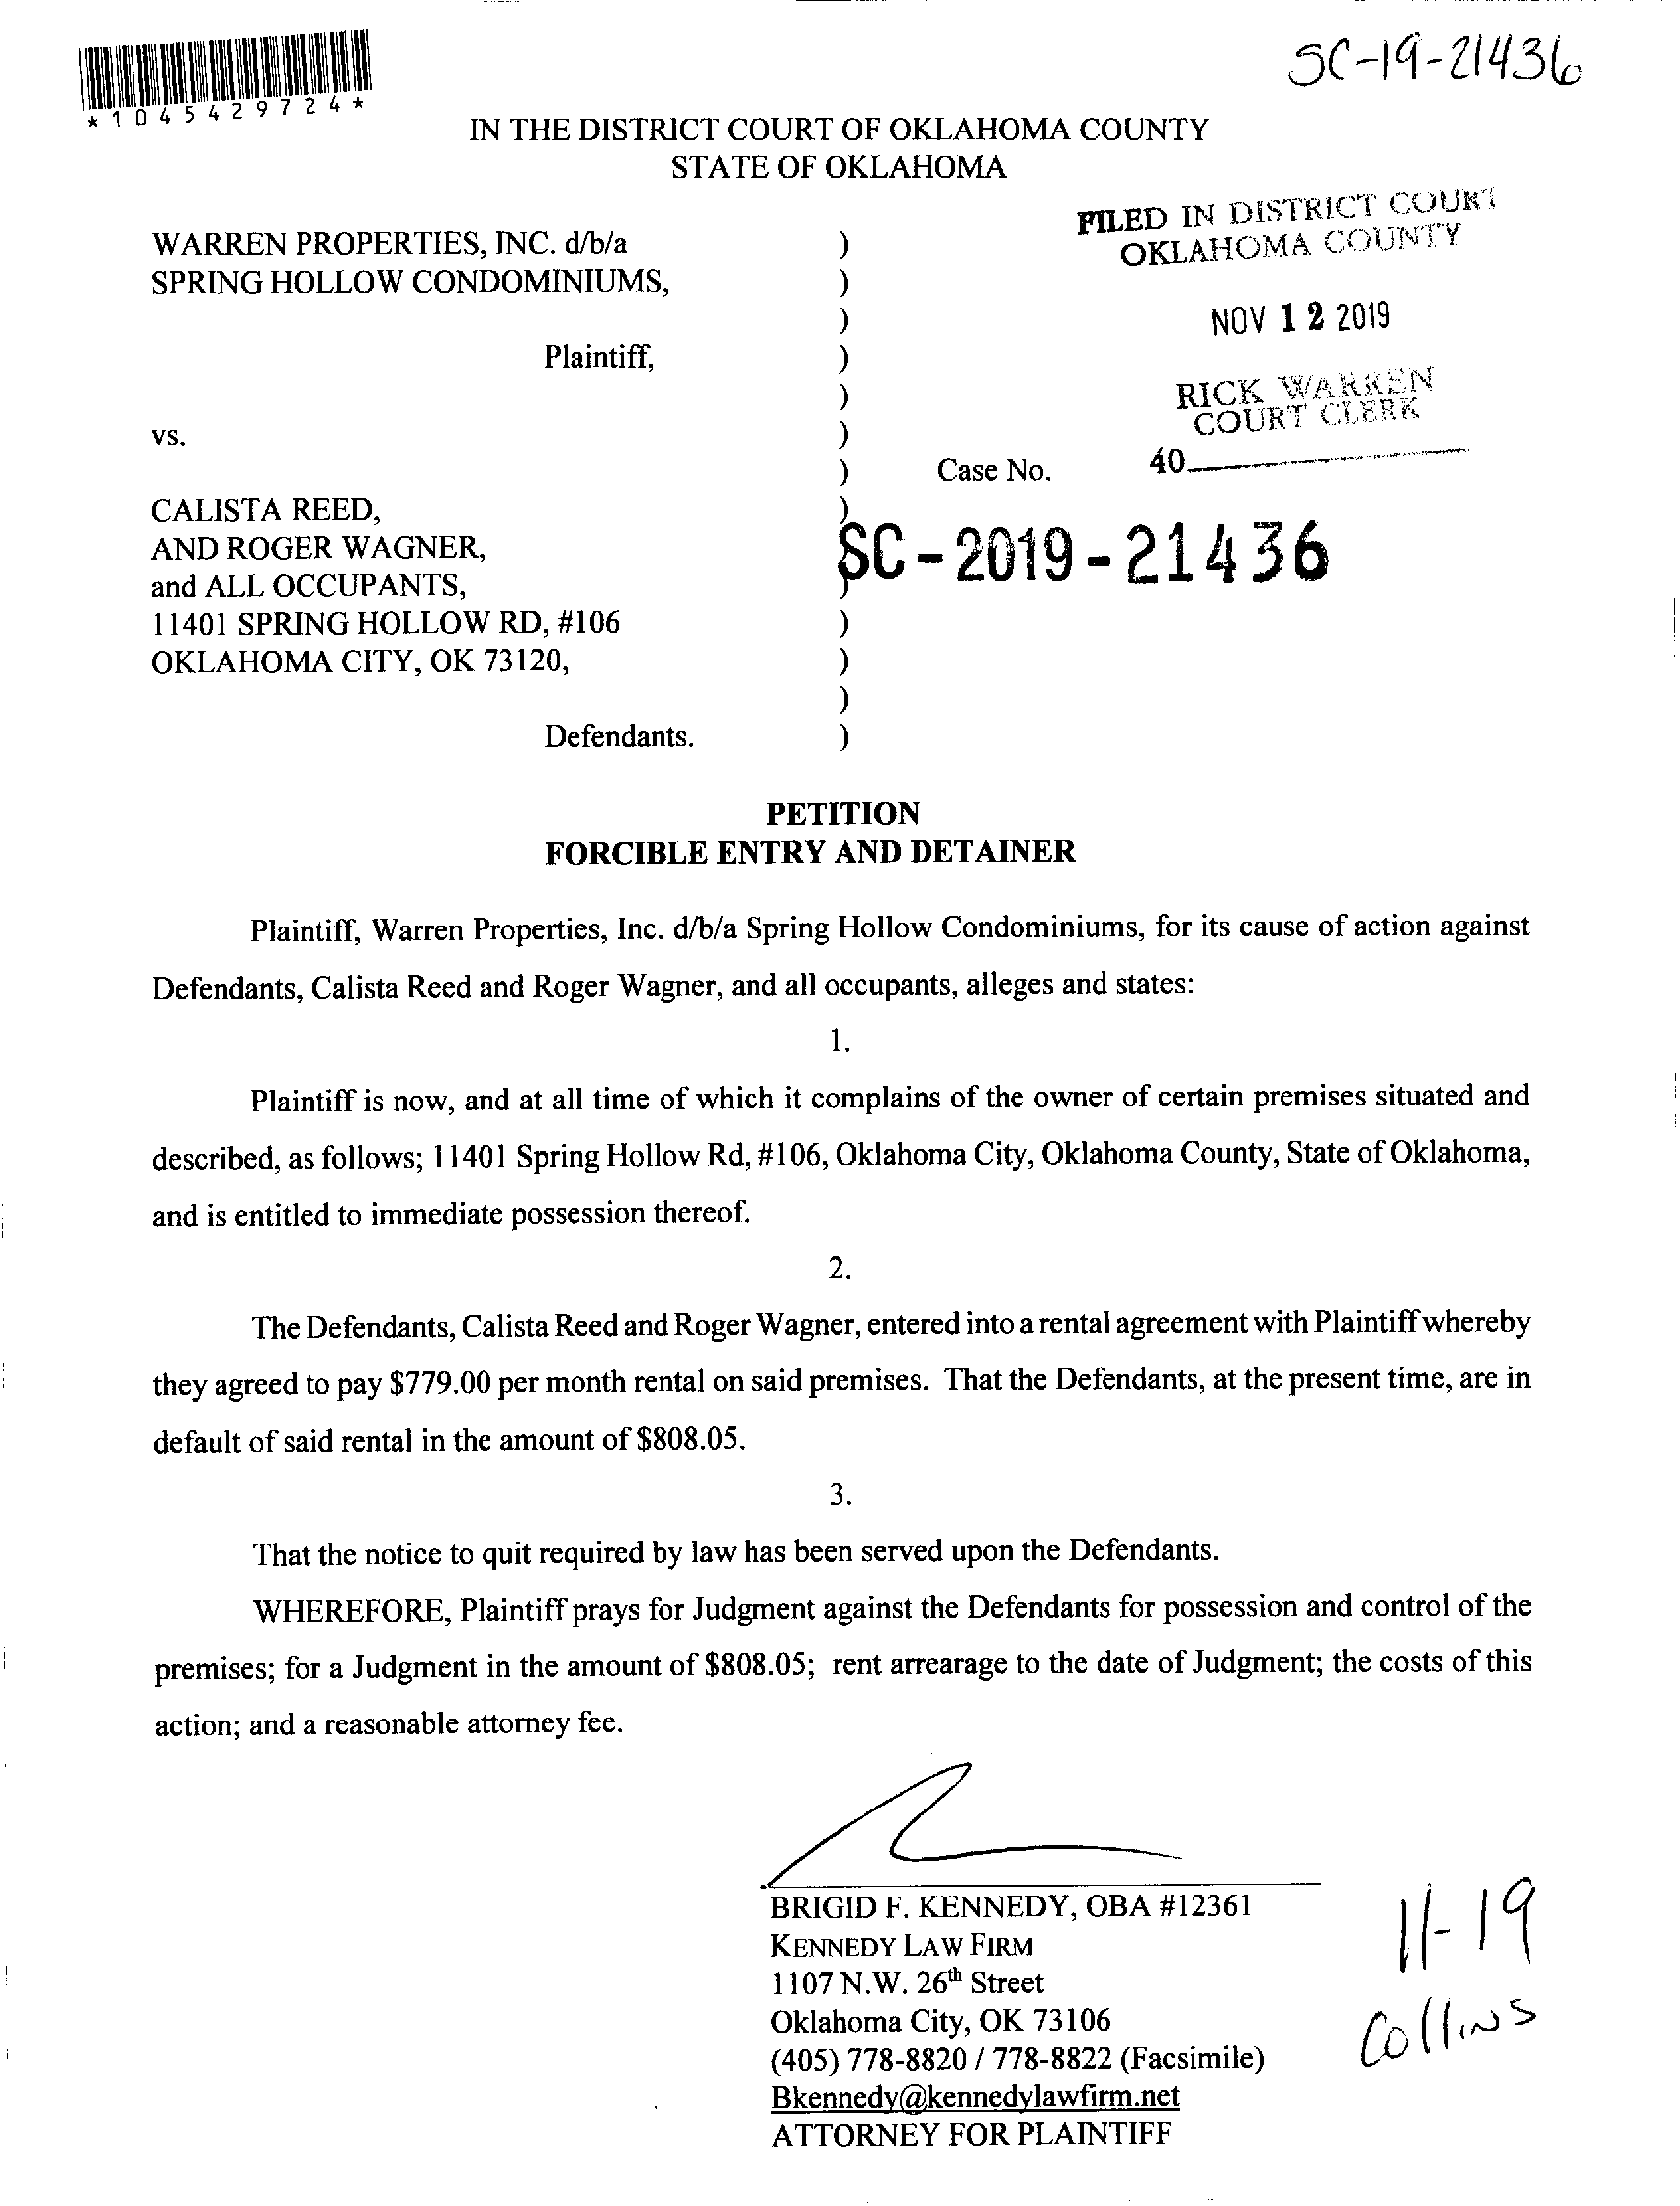 SC-19-21436
*1045429724*
IN THE DISTRICT COURT OF OKLAHOMA COUNTY
STATE OF OKLAHOMA
FILED IN DISTRICT COURT
OKLAHOMA COUNTY
WARREN PROPERTIES, INC. d/b/a )
SPRING HOLLOW CONDOMINIUMS, )
)
NOV 12 2019
Plaintiff, )
)
RICK WARREN
COURT CLERK
vs. )
) Case No.
40
CALISTA REED, )
AND ROGER WAGNER,
SC-2019-21436
and ALL OCCUPANTS, )
11401 SPRING HOLLOW RD, #106 )
OKLAHOMA CITY, OK 73120, )
)
Defendants. )
PETITION
FORCIBLE ENTRY AND DETAINER
Plaintiff, Warren Properties, Inc. d/b/a Spring Hollow Condominiums, for its cause of action against
Defendants, Calista Reed and Roger Wagner, and all occupants, alleges and states:
1.
Plaintiff is now, and at all time of which it complains of the owner of certain premises situated and
described, as follows; 11401 Spring Hollow Rd, #106, Oklahoma City, Oklahoma County, State of Oklahoma,
and is entitled to immediate possession thereof.
2.
The Defendants, Calista Reed and Roger Wagner, entered into a rental agreement with Plaintiff whereby
they agreed to pay $779.00 per month rental on said premises. That the Defendants, at the present time, are in
default of said rental in the amount of $808.05.
3.
That the notice to quit required by law has been served upon the Defendants.
WHEREFORE, Plaintiff prays for Judgment against the Defendants for possession and control of the
premises; for a Judgment in the amount of $808.05; rent arrearage to the date of Judgment; the costs of this
action; and a reasonable attorney fee.
BRIGID F. KENNEDY, OBA #12361
KENNEDY LAW FIRM
1107 N.W. 26th Street
Oklahoma City, OK 73106
(405) 778-8820 / 778-8822 (Facsimile)
Bkennedy@kennedylawfirm.net
ATTORNEY FOR PLAINTIFF
11-19
Collins